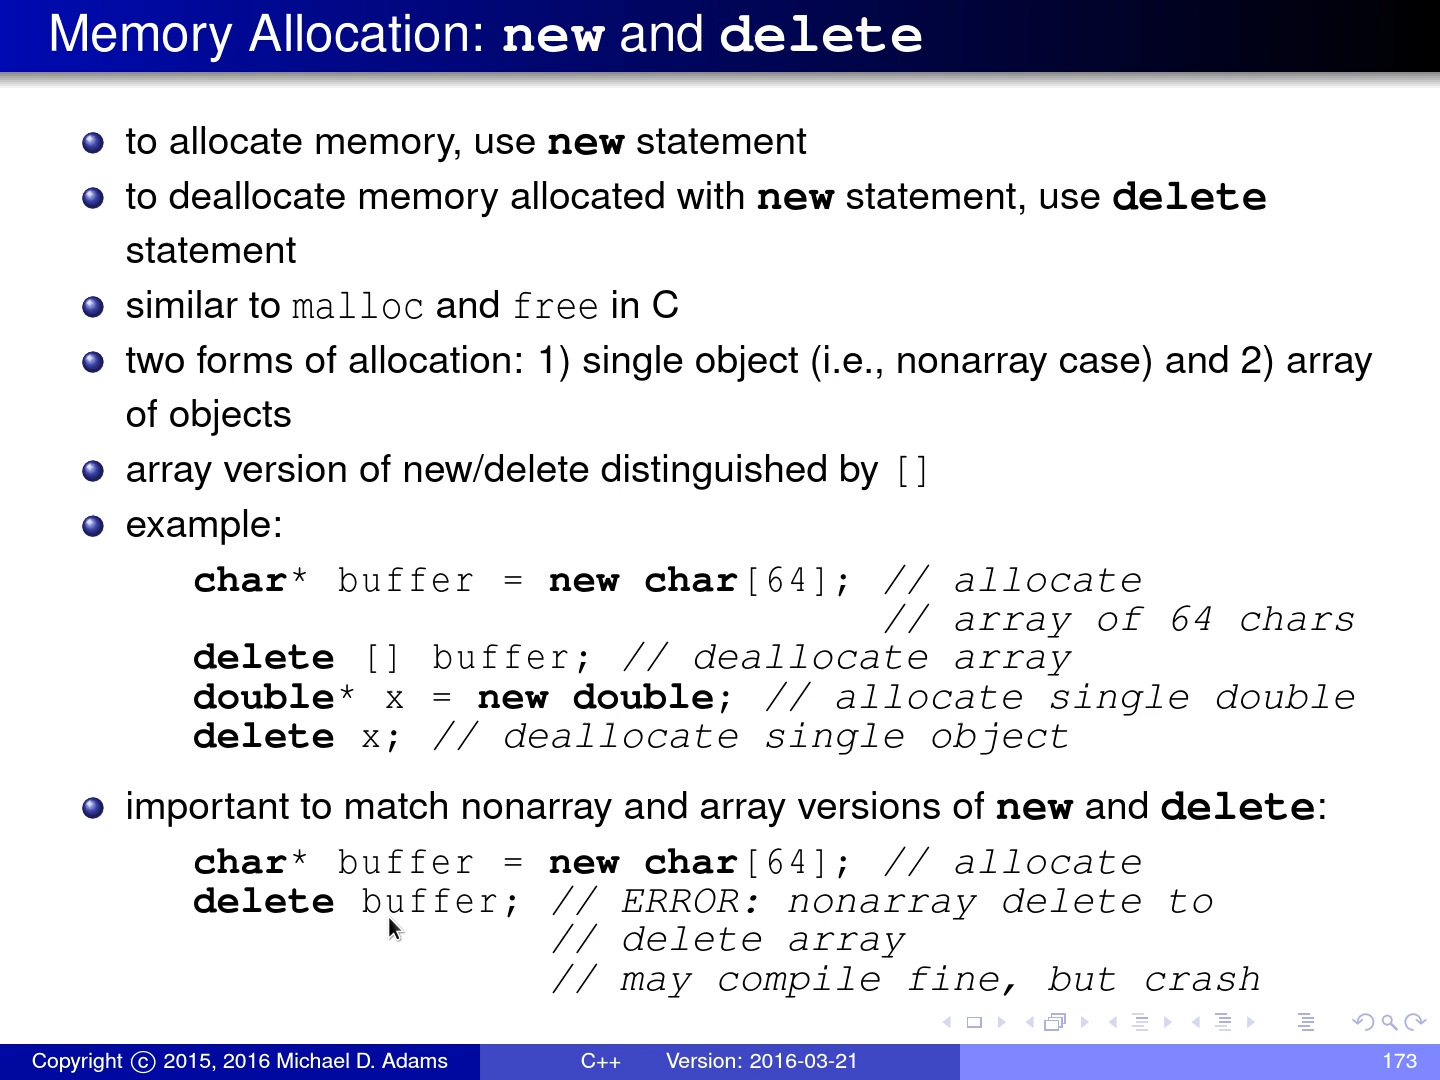 Memory Allocation: new and delete
to allocate memory, use new statement
to deallocate memory allocated with new statement, use delete
statement
similar to malloc and free in C
two forms of allocation: 1) single object (i.e., nonarray case) and 2) array
of objects
array version of new/delete distinguished by []
example:
char* buffer = new char[64]; // allocate
// array of 64 chars
delete [] buffer; // deallocate array
double* x = new double; // allocate single double
delete x; // deallocate single object
important to match nonarray and array versions of new and delete:
char* buffer = new char[64]; // allocate
delete buffer; // ERROR: nonarray delete to
// delete array
// may compile fine, but crash
Copyright © 2015, 2016 Michael D. Adams C++ Version: 2016-03-21 173